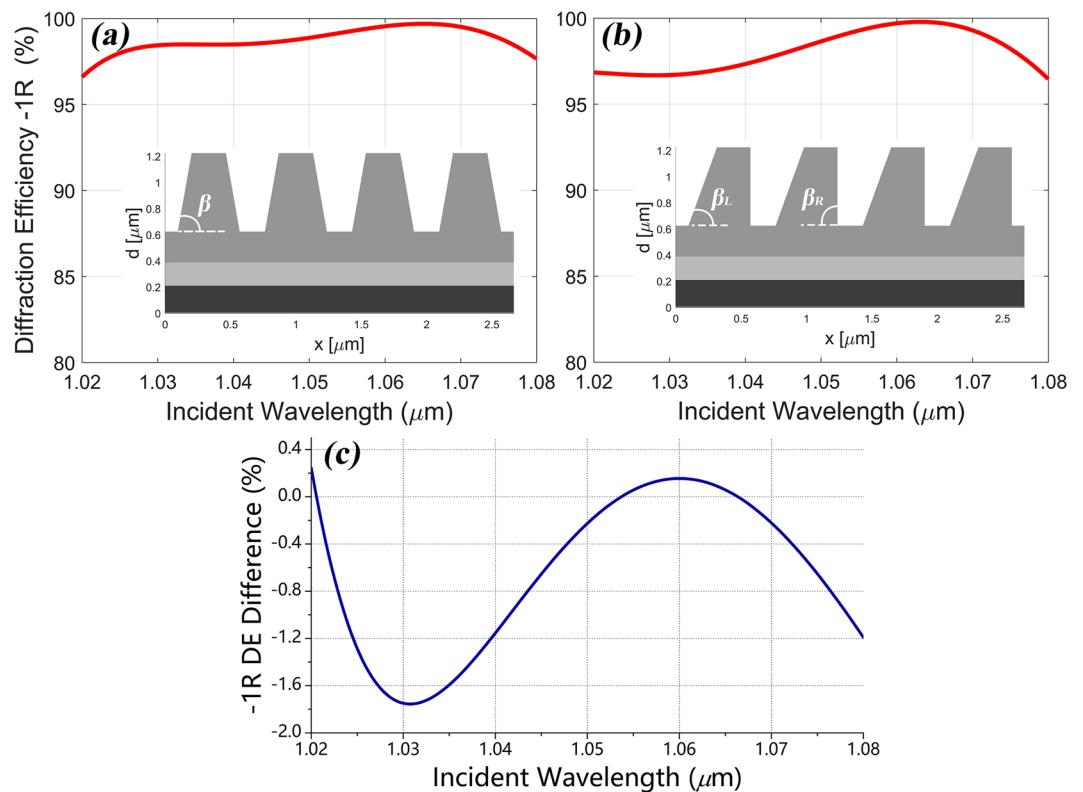 (a)
Diffraction Efficiency -1R (%)
100
95
90
85
80
1.02 1.03 1.04 1.05 1.06 1.07 1.08
Incident Wavelength (μm)
β
d [μm]
1.2
1
0.8
0.6
0.4
0.2
0
0 0.5 1 1.5 2 2.5
x [μm]
(b)
100
95
90
85
80
1.02 1.03 1.04 1.05 1.06 1.07 1.08
Incident Wavelength (μm)
βL βR
d [μm]
1.2
1
0.8
0.6
0.4
0.2
0
0 0.5 1 1.5 2 2.5
x [μm]
(c)
-1R DE Difference (%)
0.4
0.0
-0.4
-0.8
-1.2
-1.6
-2.0
1.02 1.03 1.04 1.05 1.06 1.07 1.08
Incident Wavelength (μm)